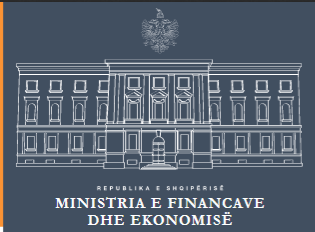 REPUBLIKA E SHQIPËRISË
MINISTRIA E FINANCAVE
DHE EKONOMISË